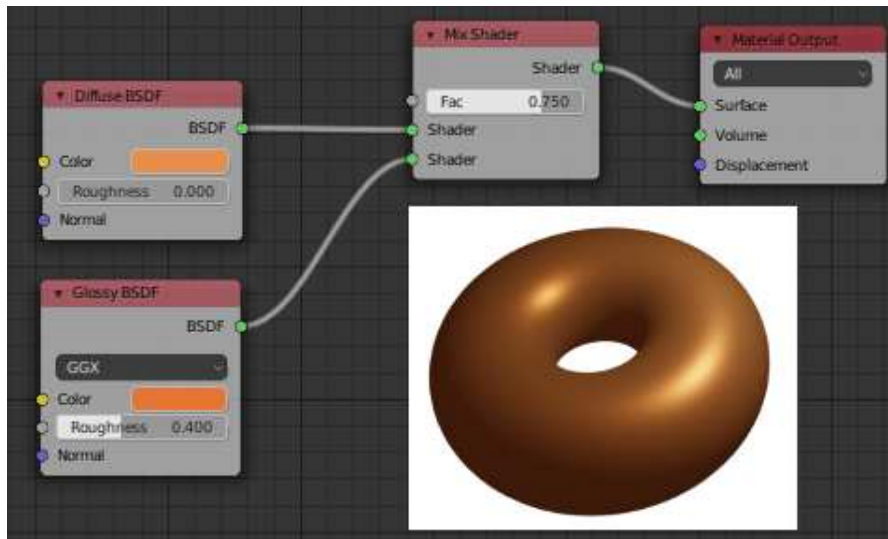 Diffuse BSDF
BSDF
Color
Roughness 0.000
Normal
Glossy BSDF
BSDF
GGX
Color
Roughness 0.400
Normal
Mix Shader
Shader
Fac 0.750
Shader
Shader
Material Output
All
Surface
Volume
Displacement